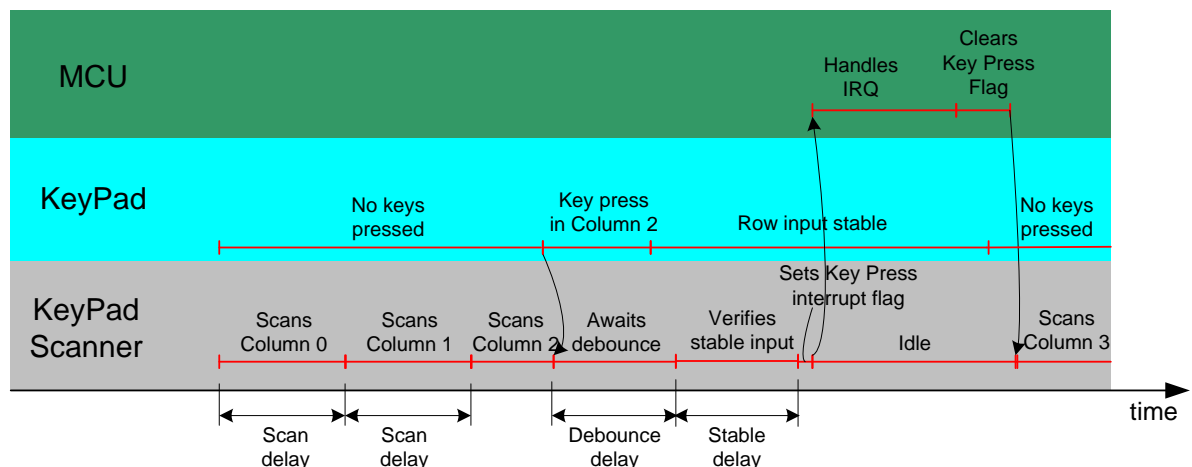 MCU
Handles
IRQ
Clears
Key Press
Flag
KeyPad
No keys
pressed
Key press
in Column 2
Row input stable
No keys
pressed
KeyPad
Scanner
Scans
Column 0
Scans
Column 1
Scans
Column 2
Awaits
debounce
Verifies
stable input
Sets Key Press
interrupt flag
Idle
Scans
Column 3
time
Scan
delay
Scan
delay
Debounce
delay
Stable
delay